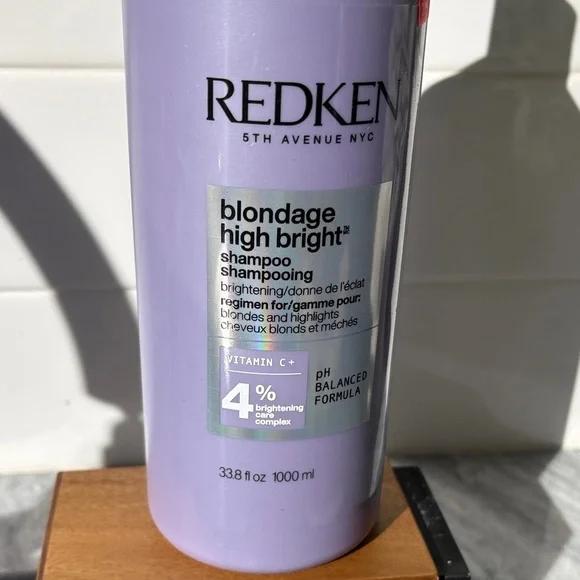 REDKEN
5TH AVENUE NYC
blondage
high bright™
shampoo
shampooing
brightening/donne de l'éclat
regimen for/gamme pour:
blondes and highlights
cheveux blonds et méchés
VITAMIN C+
4%
brightening
care
complex
pH
BALANCED
FORMULA
33.8 fl oz 1000 ml